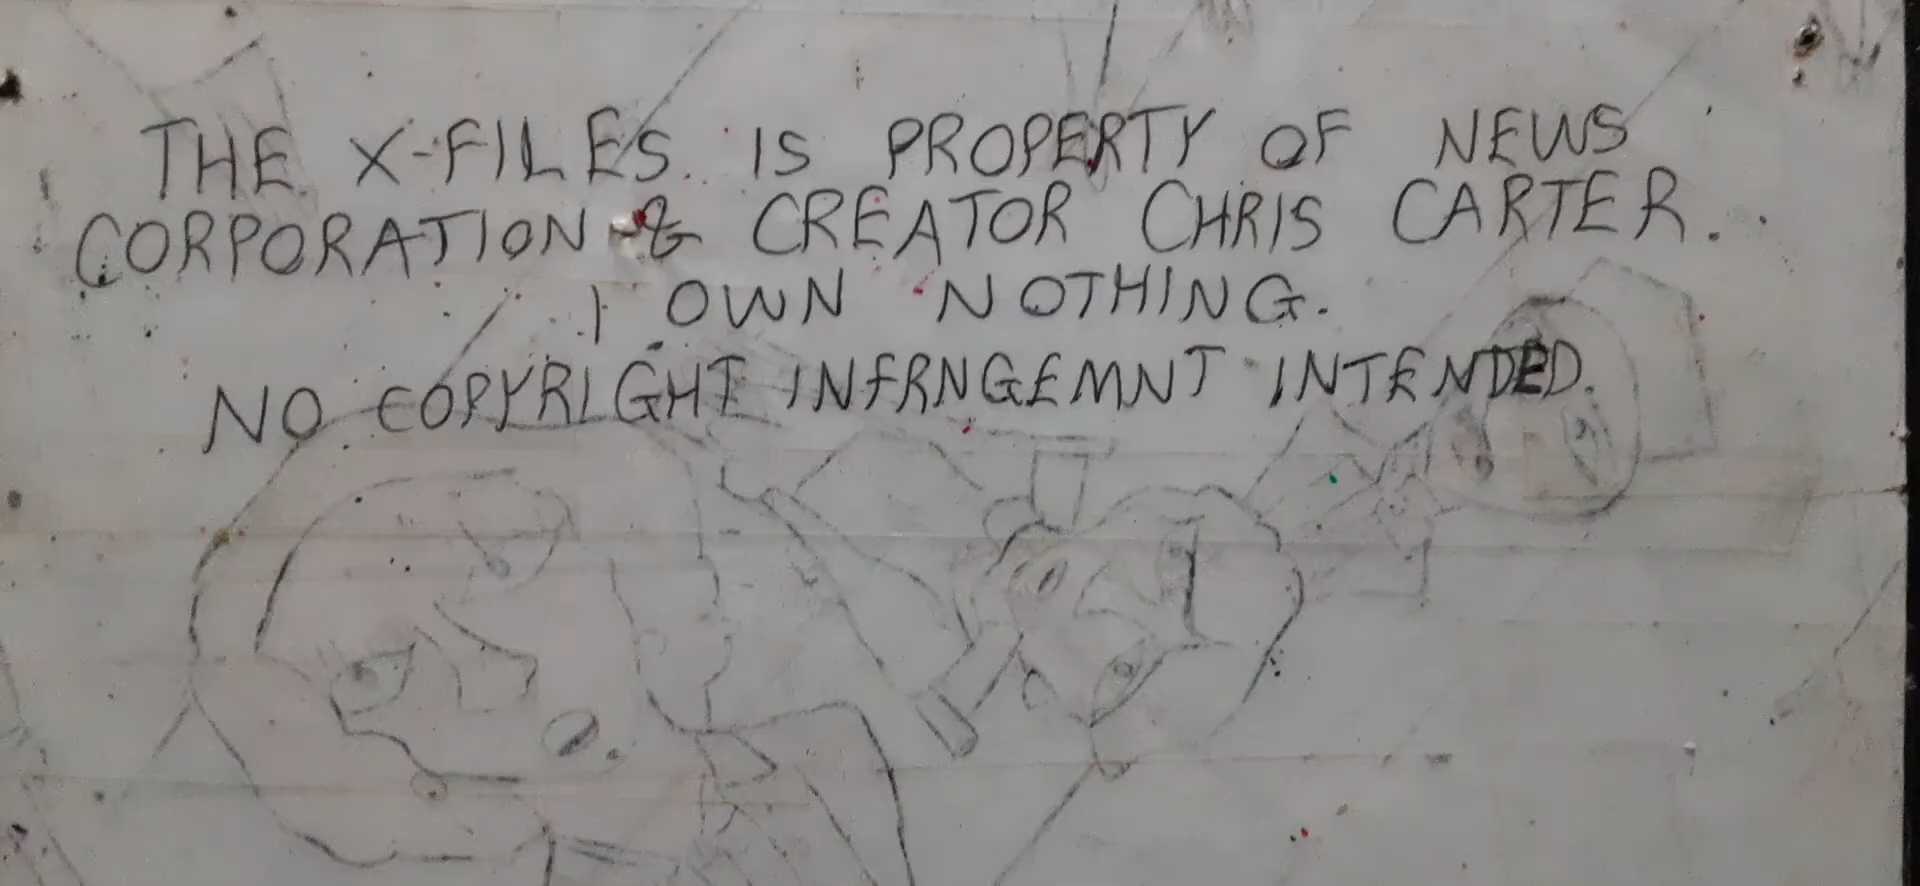 THE X-FILES IS PROPERTY OF NEWS
CORPORATION & CREATOR CHRIS CARTER.
I OWN NOTHING.
NO COPYRIGHT INFRNGEMNT INTENDED.